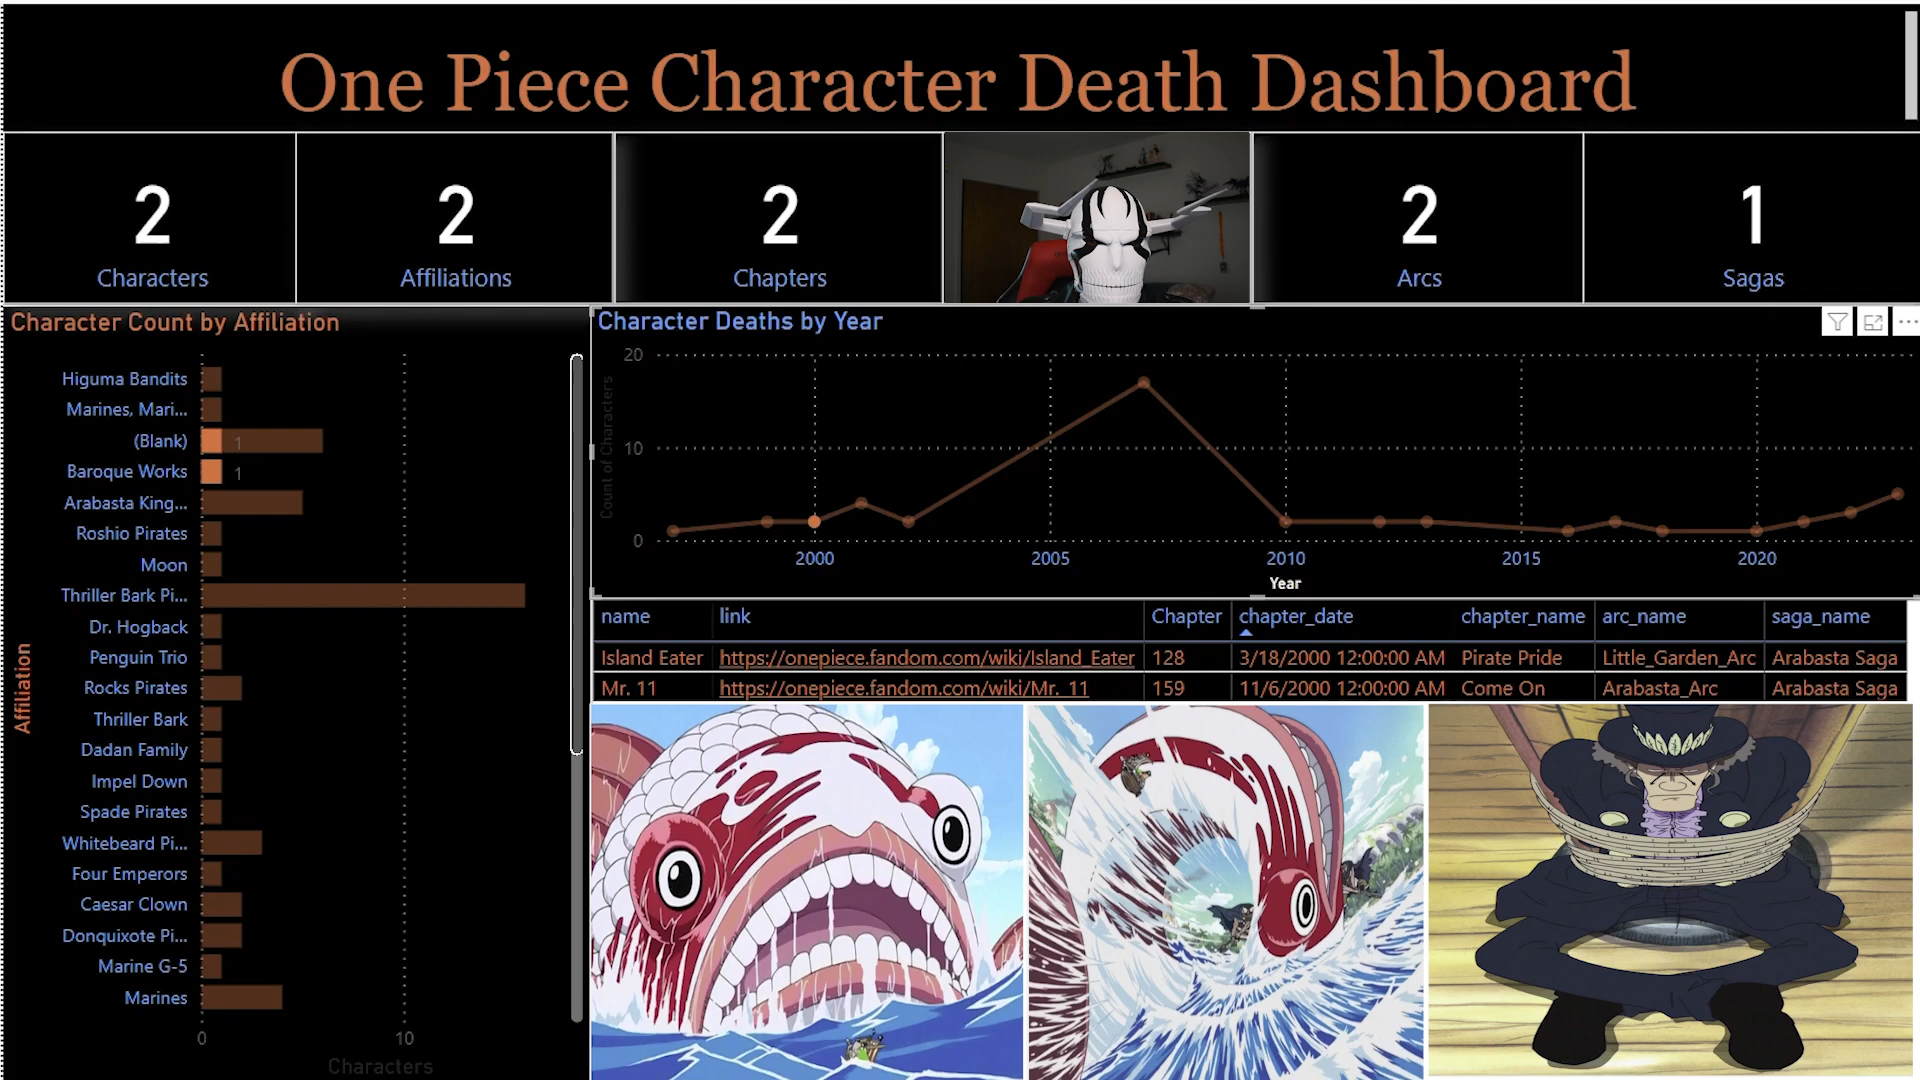 One Piece Character Death Dashboard
2
Characters
2
Affiliations
2
Chapters
2
Arcs
1
Sagas
Character Count by Affiliation
Higuma Bandits
Marines, Mari...
(Blank) 1
Baroque Works 1
Arabasta King...
Roshio Pirates
Moon
Thriller Bark Pi...
Dr. Hogback
Penguin Trio
Rocks Pirates
Thriller Bark
Dadan Family
Impel Down
Spade Pirates
Whitebeard Pi...
Four Emperors
Caesar Clown
Donquixote Pi...
Marine G-5
Marines
Affiliation
0 10
Characters
Character Deaths by Year
20
10
0
Count of Characters
2000 2005 2010 2015 2020
Year
name link Chapter chapter_date chapter_name arc_name saga_name
Island Eater https://onepiece.fandom.com/wiki/Island_Eater 128 3/18/2000 12:00:00 AM Pirate Pride Little_Garden_Arc Arabasta Saga
Mr. 11 https://onepiece.fandom.com/wiki/Mr._11 159 11/6/2000 12:00:00 AM Come On Arabasta_Arc Arabasta Saga